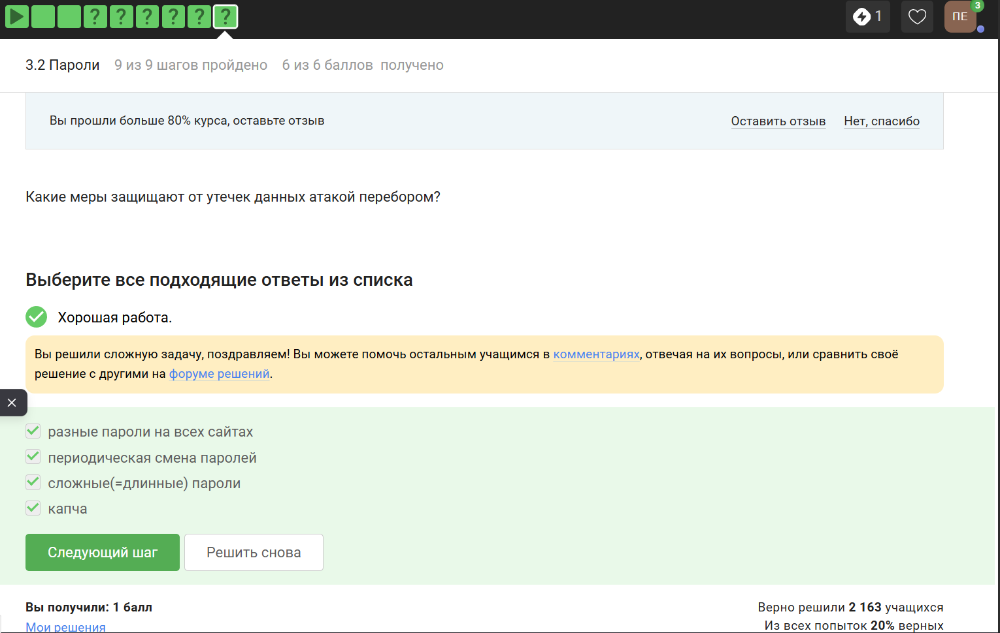 ? ? ? ? ? ?
1
ПЕ
3
3.2 Пароли 9 из 9 шагов пройдено 6 из 6 баллов получено
Вы прошли больше 80% курса, оставьте отзыв Оставить отзыв Нет, спасибо
Какие меры защищают от утечек данных атакой перебором?
Выберите все подходящие ответы из списка
Хорошая работа.
Вы решили сложную задачу, поздравляем! Вы можете помочь остальным учащимся в комментариях, отвечая на их вопросы, или сравнить своё
решение с другими на форуме решений.
разные пароли на всех сайтах
периодическая смена паролей
сложные(=длинные) пароли
капча
Следующий шаг Решить снова
Вы получили: 1 балл Верно решили 2 163 учащихся
Мои решения Из всех попыток 20% верных